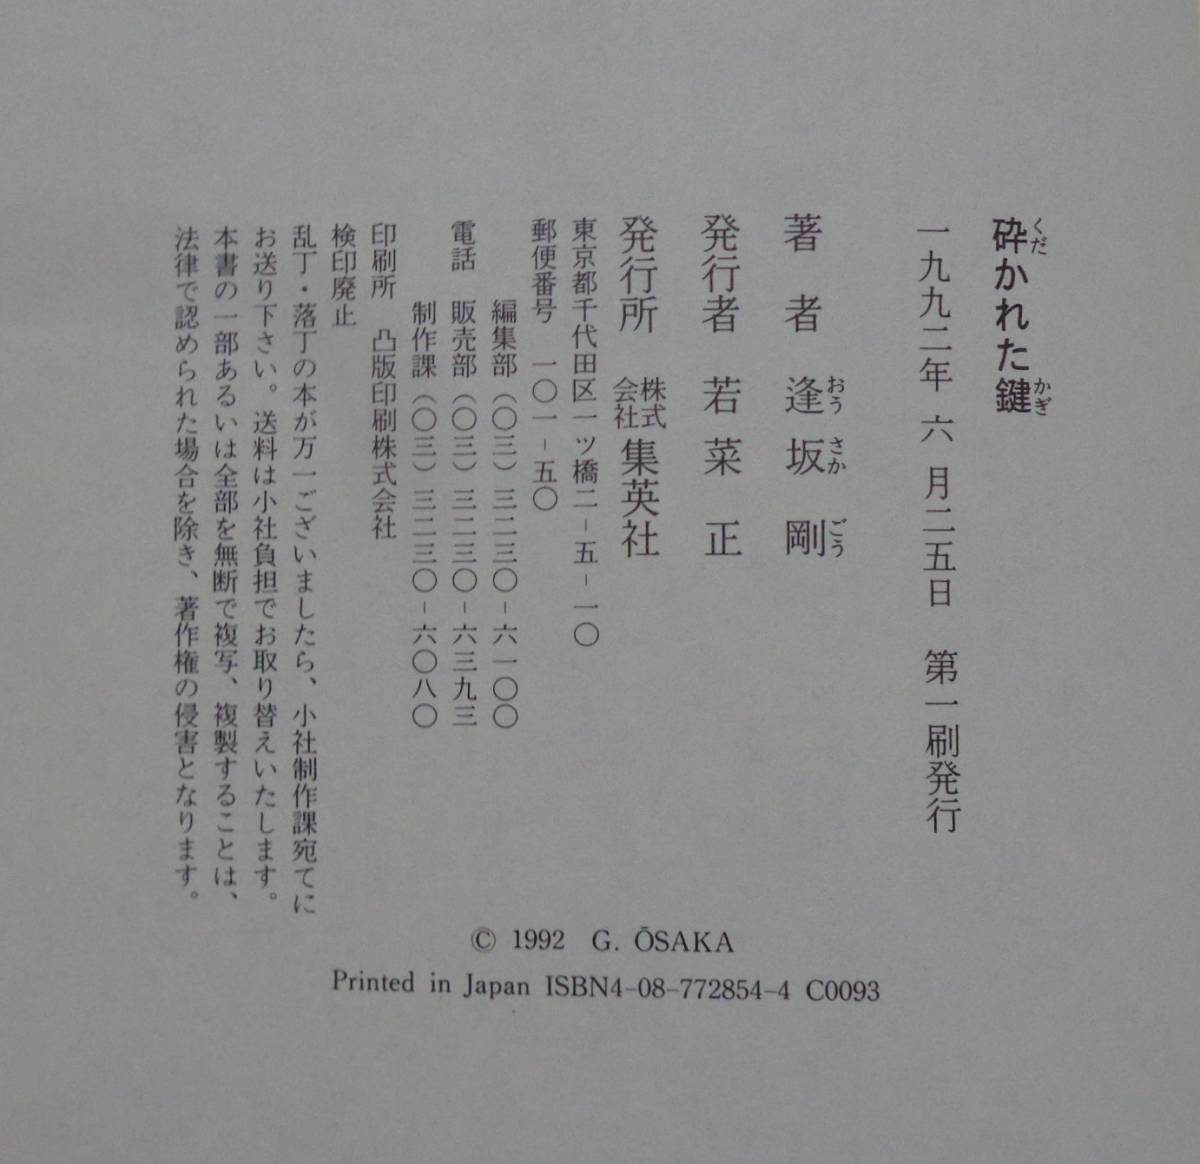 砕かれた鍵
一九九二年 六 月二五日 第一刷発行
著 者 逢坂 剛
発行者 若菜 正
発行所 株式会社 集英社
東京都千代田区一ツ橋二-五-一〇
郵便番号 一〇一-五〇
編集部 (〇三) 三二三〇-六一〇〇
電話 販売部 (〇三) 三二三〇-六三九三
制作課 (〇三) 三二三〇-六〇八〇
印刷所 凸版印刷株式会社
検印廃止
乱丁・落丁の本が万一ございましたら、小社制作課宛てに
お送り下さい。送料は小社負担でお取り替えいたします。
本書の一部あるいは全部を無断で複写、複製することは、
法律で認められた場合を除き、著作権の侵害となります。
© 1992 G. ŌSAKA
Printed in Japan ISBN4-08-772854-4 C0093